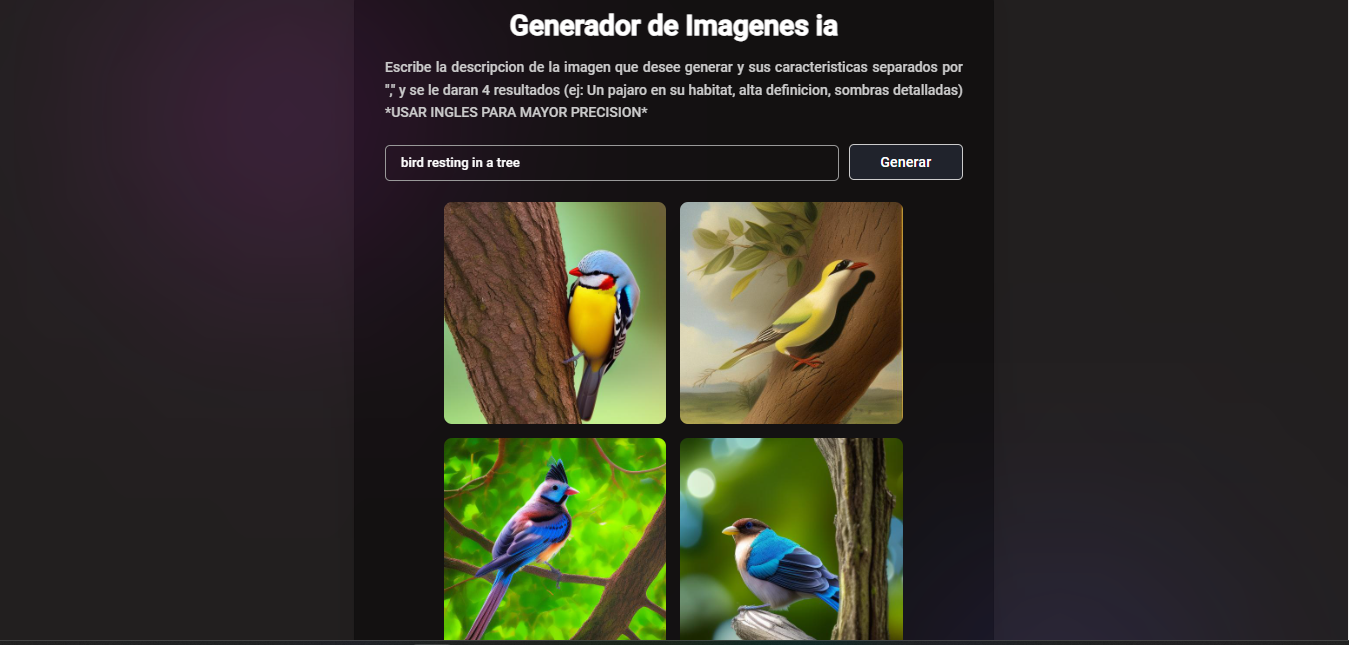 Generador de Imagenes ia
Escribe la descripcion de la imagen que desee generar y sus caracteristicas separados por
"," y se le daran 4 resultados (ej: Un pajaro en su habitat, alta definicion, sombras detalladas)
*USAR INGLES PARA MAYOR PRECISION*
bird resting in a tree
Generar